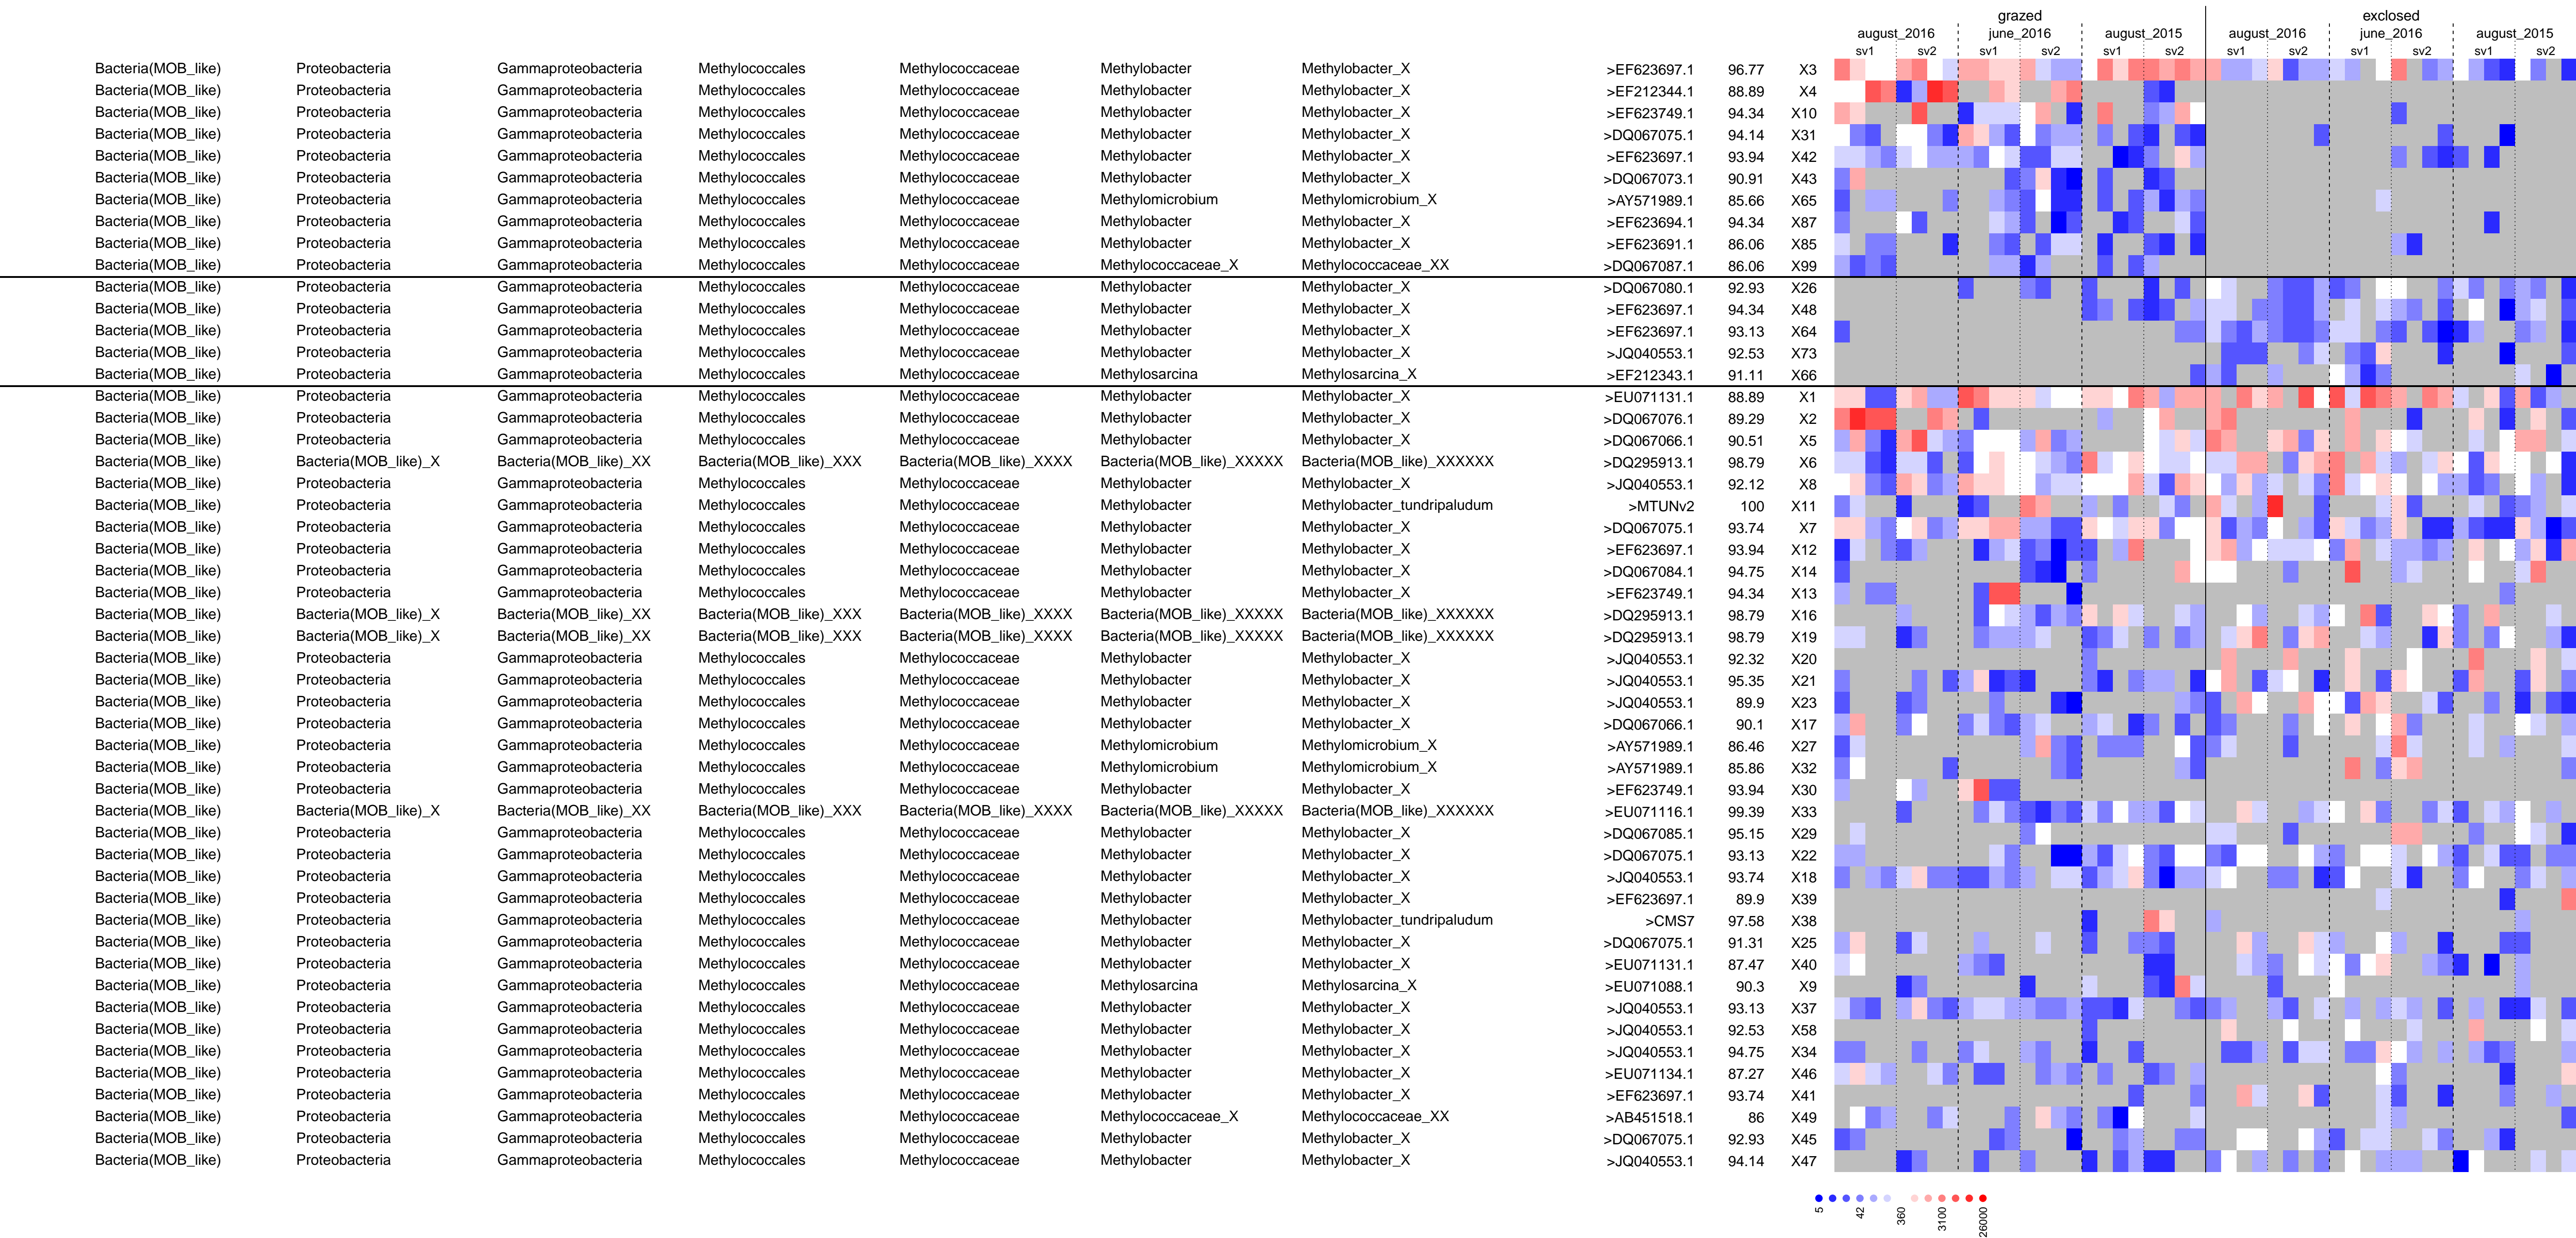 grazed exclosed
august_2016 june_2016 august_2015 august_2016 june_2016 august_2015
sv1 sv2 sv1 sv2 sv1 sv2 sv1 sv2 sv1 sv2 sv1 sv2
Bacteria(MOB_like) Proteobacteria Gammaproteobacteria Methylococcales Methylococcaceae Methylobacter Methylobacter_X >EF623697.1 96.77 X3
Bacteria(MOB_like) Proteobacteria Gammaproteobacteria Methylococcales Methylococcaceae Methylobacter Methylobacter_X >EF212344.1 88.89 X4
Bacteria(MOB_like) Proteobacteria Gammaproteobacteria Methylococcales Methylococcaceae Methylobacter Methylobacter_X >EF623749.1 94.34 X10
Bacteria(MOB_like) Proteobacteria Gammaproteobacteria Methylococcales Methylococcaceae Methylobacter Methylobacter_X >DQ067075.1 94.14 X31
Bacteria(MOB_like) Proteobacteria Gammaproteobacteria Methylococcales Methylococcaceae Methylobacter Methylobacter_X >EF623697.1 93.94 X42
Bacteria(MOB_like) Proteobacteria Gammaproteobacteria Methylococcales Methylococcaceae Methylobacter Methylobacter_X >DQ067073.1 90.91 X43
Bacteria(MOB_like) Proteobacteria Gammaproteobacteria Methylococcales Methylococcaceae Methylomicrobium Methylomicrobium_X >AY571989.1 85.66 X65
Bacteria(MOB_like) Proteobacteria Gammaproteobacteria Methylococcales Methylococcaceae Methylobacter Methylobacter_X >EF623694.1 94.34 X87
Bacteria(MOB_like) Proteobacteria Gammaproteobacteria Methylococcales Methylococcaceae Methylobacter Methylobacter_X >EF623691.1 86.06 X85
Bacteria(MOB_like) Proteobacteria Gammaproteobacteria Methylococcales Methylococcaceae Methylococcaceae_X Methylococcaceae_XX >DQ067087.1 86.06 X99
Bacteria(MOB_like) Proteobacteria Gammaproteobacteria Methylococcales Methylococcaceae Methylobacter Methylobacter_X >DQ067080.1 92.93 X26
Bacteria(MOB_like) Proteobacteria Gammaproteobacteria Methylococcales Methylococcaceae Methylobacter Methylobacter_X >EF623697.1 94.34 X48
Bacteria(MOB_like) Proteobacteria Gammaproteobacteria Methylococcales Methylococcaceae Methylobacter Methylobacter_X >EF623697.1 93.13 X64
Bacteria(MOB_like) Proteobacteria Gammaproteobacteria Methylococcales Methylococcaceae Methylobacter Methylobacter_X >JQ040553.1 92.53 X73
Bacteria(MOB_like) Proteobacteria Gammaproteobacteria Methylococcales Methylococcaceae Methylosarcina Methylosarcina_X >EF212343.1 91.11 X66
Bacteria(MOB_like) Proteobacteria Gammaproteobacteria Methylococcales Methylococcaceae Methylobacter Methylobacter_X >EU071131.1 88.89 X1
Bacteria(MOB_like) Proteobacteria Gammaproteobacteria Methylococcales Methylococcaceae Methylobacter Methylobacter_X >DQ067076.1 89.29 X2
Bacteria(MOB_like) Proteobacteria Gammaproteobacteria Methylococcales Methylococcaceae Methylobacter Methylobacter_X >DQ067066.1 90.51 X5
Bacteria(MOB_like) Bacteria(MOB_like)_X Bacteria(MOB_like)_XX Bacteria(MOB_like)_XXX Bacteria(MOB_like)_XXXX Bacteria(MOB_like)_XXXXX Bacteria(MOB_like)_XXXXXX >DQ295913.1 98.79 X6
Bacteria(MOB_like) Proteobacteria Gammaproteobacteria Methylococcales Methylococcaceae Methylobacter Methylobacter_X >JQ040553.1 92.12 X8
Bacteria(MOB_like) Proteobacteria Gammaproteobacteria Methylococcales Methylococcaceae Methylobacter Methylobacter_tundripaludum >MTUNv2 100 X11
Bacteria(MOB_like) Proteobacteria Gammaproteobacteria Methylococcales Methylococcaceae Methylobacter Methylobacter_X >DQ067075.1 93.74 X7
Bacteria(MOB_like) Proteobacteria Gammaproteobacteria Methylococcales Methylococcaceae Methylobacter Methylobacter_X >EF623697.1 93.94 X12
Bacteria(MOB_like) Proteobacteria Gammaproteobacteria Methylococcales Methylococcaceae Methylobacter Methylobacter_X >DQ067084.1 94.75 X14
Bacteria(MOB_like) Proteobacteria Gammaproteobacteria Methylococcales Methylococcaceae Methylobacter Methylobacter_X >EF623749.1 94.34 X13
Bacteria(MOB_like) Bacteria(MOB_like)_X Bacteria(MOB_like)_XX Bacteria(MOB_like)_XXX Bacteria(MOB_like)_XXXX Bacteria(MOB_like)_XXXXX Bacteria(MOB_like)_XXXXXX >DQ295913.1 98.79 X16
Bacteria(MOB_like) Bacteria(MOB_like)_X Bacteria(MOB_like)_XX Bacteria(MOB_like)_XXX Bacteria(MOB_like)_XXXX Bacteria(MOB_like)_XXXXX Bacteria(MOB_like)_XXXXXX >DQ295913.1 98.79 X19
Bacteria(MOB_like) Proteobacteria Gammaproteobacteria Methylococcales Methylococcaceae Methylobacter Methylobacter_X >JQ040553.1 92.32 X20
Bacteria(MOB_like) Proteobacteria Gammaproteobacteria Methylococcales Methylococcaceae Methylobacter Methylobacter_X >JQ040553.1 95.35 X21
Bacteria(MOB_like) Proteobacteria Gammaproteobacteria Methylococcales Methylococcaceae Methylobacter Methylobacter_X >JQ040553.1 89.9 X23
Bacteria(MOB_like) Proteobacteria Gammaproteobacteria Methylococcales Methylococcaceae Methylobacter Methylobacter_X >DQ067066.1 90.1 X17
Bacteria(MOB_like) Proteobacteria Gammaproteobacteria Methylococcales Methylococcaceae Methylomicrobium Methylomicrobium_X >AY571989.1 86.46 X27
Bacteria(MOB_like) Proteobacteria Gammaproteobacteria Methylococcales Methylococcaceae Methylomicrobium Methylomicrobium_X >AY571989.1 85.86 X32
Bacteria(MOB_like) Proteobacteria Gammaproteobacteria Methylococcales Methylococcaceae Methylobacter Methylobacter_X >EF623749.1 93.94 X30
Bacteria(MOB_like) Bacteria(MOB_like)_X Bacteria(MOB_like)_XX Bacteria(MOB_like)_XXX Bacteria(MOB_like)_XXXX Bacteria(MOB_like)_XXXXX Bacteria(MOB_like)_XXXXXX >EU071116.1 99.39 X33
Bacteria(MOB_like) Proteobacteria Gammaproteobacteria Methylococcales Methylococcaceae Methylobacter Methylobacter_X >DQ067085.1 95.15 X29
Bacteria(MOB_like) Proteobacteria Gammaproteobacteria Methylococcales Methylococcaceae Methylobacter Methylobacter_X >DQ067075.1 93.13 X22
Bacteria(MOB_like) Proteobacteria Gammaproteobacteria Methylococcales Methylococcaceae Methylobacter Methylobacter_X >JQ040553.1 93.74 X18
Bacteria(MOB_like) Proteobacteria Gammaproteobacteria Methylococcales Methylococcaceae Methylobacter Methylobacter_X >EF623697.1 89.9 X39
Bacteria(MOB_like) Proteobacteria Gammaproteobacteria Methylococcales Methylococcaceae Methylobacter Methylobacter_tundripaludum >CMS7 97.58 X38
Bacteria(MOB_like) Proteobacteria Gammaproteobacteria Methylococcales Methylococcaceae Methylobacter Methylobacter_X >DQ067075.1 91.31 X25
Bacteria(MOB_like) Proteobacteria Gammaproteobacteria Methylococcales Methylococcaceae Methylobacter Methylobacter_X >EU071131.1 87.47 X40
Bacteria(MOB_like) Proteobacteria Gammaproteobacteria Methylococcales Methylococcaceae Methylosarcina Methylosarcina_X >EU071088.1 90.3 X9
Bacteria(MOB_like) Proteobacteria Gammaproteobacteria Methylococcales Methylococcaceae Methylobacter Methylobacter_X >JQ040553.1 93.13 X37
Bacteria(MOB_like) Proteobacteria Gammaproteobacteria Methylococcales Methylococcaceae Methylobacter Methylobacter_X >JQ040553.1 92.53 X58
Bacteria(MOB_like) Proteobacteria Gammaproteobacteria Methylococcales Methylococcaceae Methylobacter Methylobacter_X >JQ040553.1 94.75 X34
Bacteria(MOB_like) Proteobacteria Gammaproteobacteria Methylococcales Methylococcaceae Methylobacter Methylobacter_X >EU071134.1 87.27 X46
Bacteria(MOB_like) Proteobacteria Gammaproteobacteria Methylococcales Methylococcaceae Methylobacter Methylobacter_X >EF623697.1 93.74 X41
Bacteria(MOB_like) Proteobacteria Gammaproteobacteria Methylococcales Methylococcaceae Methylococcaceae_X Methylococcaceae_XX >AB451518.1 86 X49
Bacteria(MOB_like) Proteobacteria Gammaproteobacteria Methylococcales Methylococcaceae Methylobacter Methylobacter_X >DQ067075.1 92.93 X45
Bacteria(MOB_like) Proteobacteria Gammaproteobacteria Methylococcales Methylococcaceae Methylobacter Methylobacter_X >JQ040553.1 94.14 X47
5 42 360 3100 26000